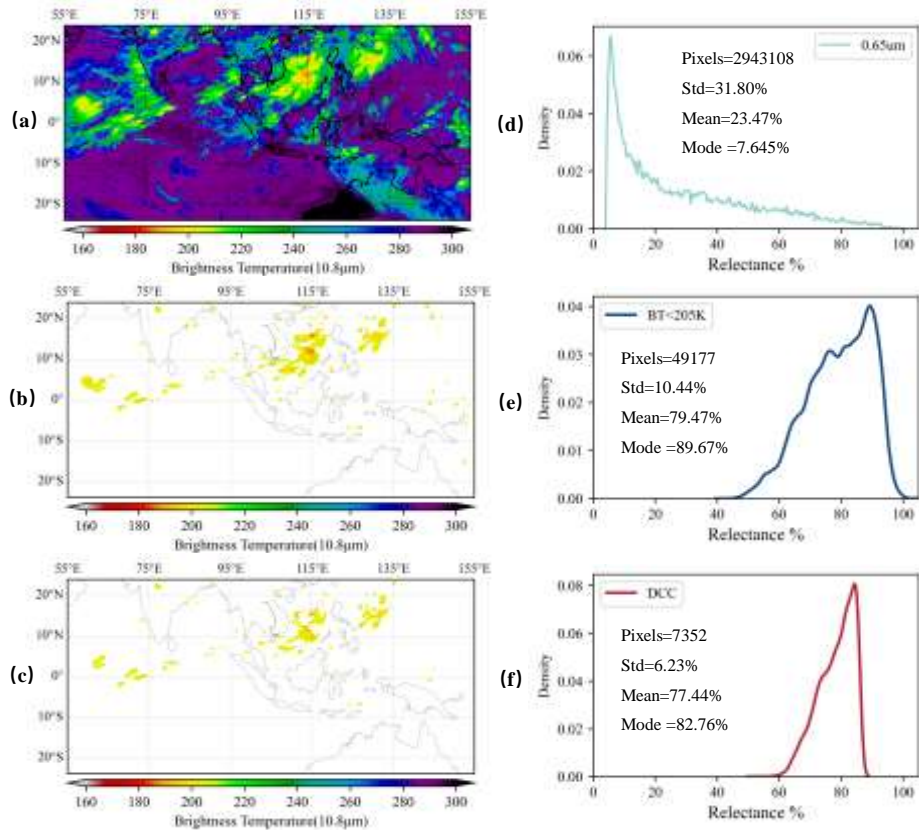 55°E 75°E 95°E 115°E 135°E 155°E
20°N
10°N
0°
10°S
20°S
(a)
160 180 200 220 240 260 280 300
Brightness Temperature(10.8μm)
0.65um
Pixels=2943108
Std=31.80%
Mean=23.47%
Mode =7.645%
(d)
Density
0.06
0.04
0.02
0.00
0 20 40 60 80 100
Relectance %
55°E 75°E 95°E 115°E 135°E 155°E
20°N
10°N
0°
10°S
20°S
(b)
160 180 200 220 240 260 280 300
Brightness Temperature(10.8μm)
BT<205K
Pixels=49177
Std=10.44%
Mean=79.47%
Mode =89.67%
(e)
Density
0.04
0.03
0.02
0.01
0.00
0 20 40 60 80 100
Relectance %
55°E 75°E 95°E 115°E 135°E 155°E
20°N
10°N
0°
10°S
20°S
(c)
160 180 200 220 240 260 280 300
Brightness Temperature(10.8μm)
DCC
Pixels=7352
Std=6.23%
Mean=77.44%
Mode =82.76%
(f)
Density
0.08
0.06
0.04
0.02
0.00
0 20 40 60 80 100
Relectance %